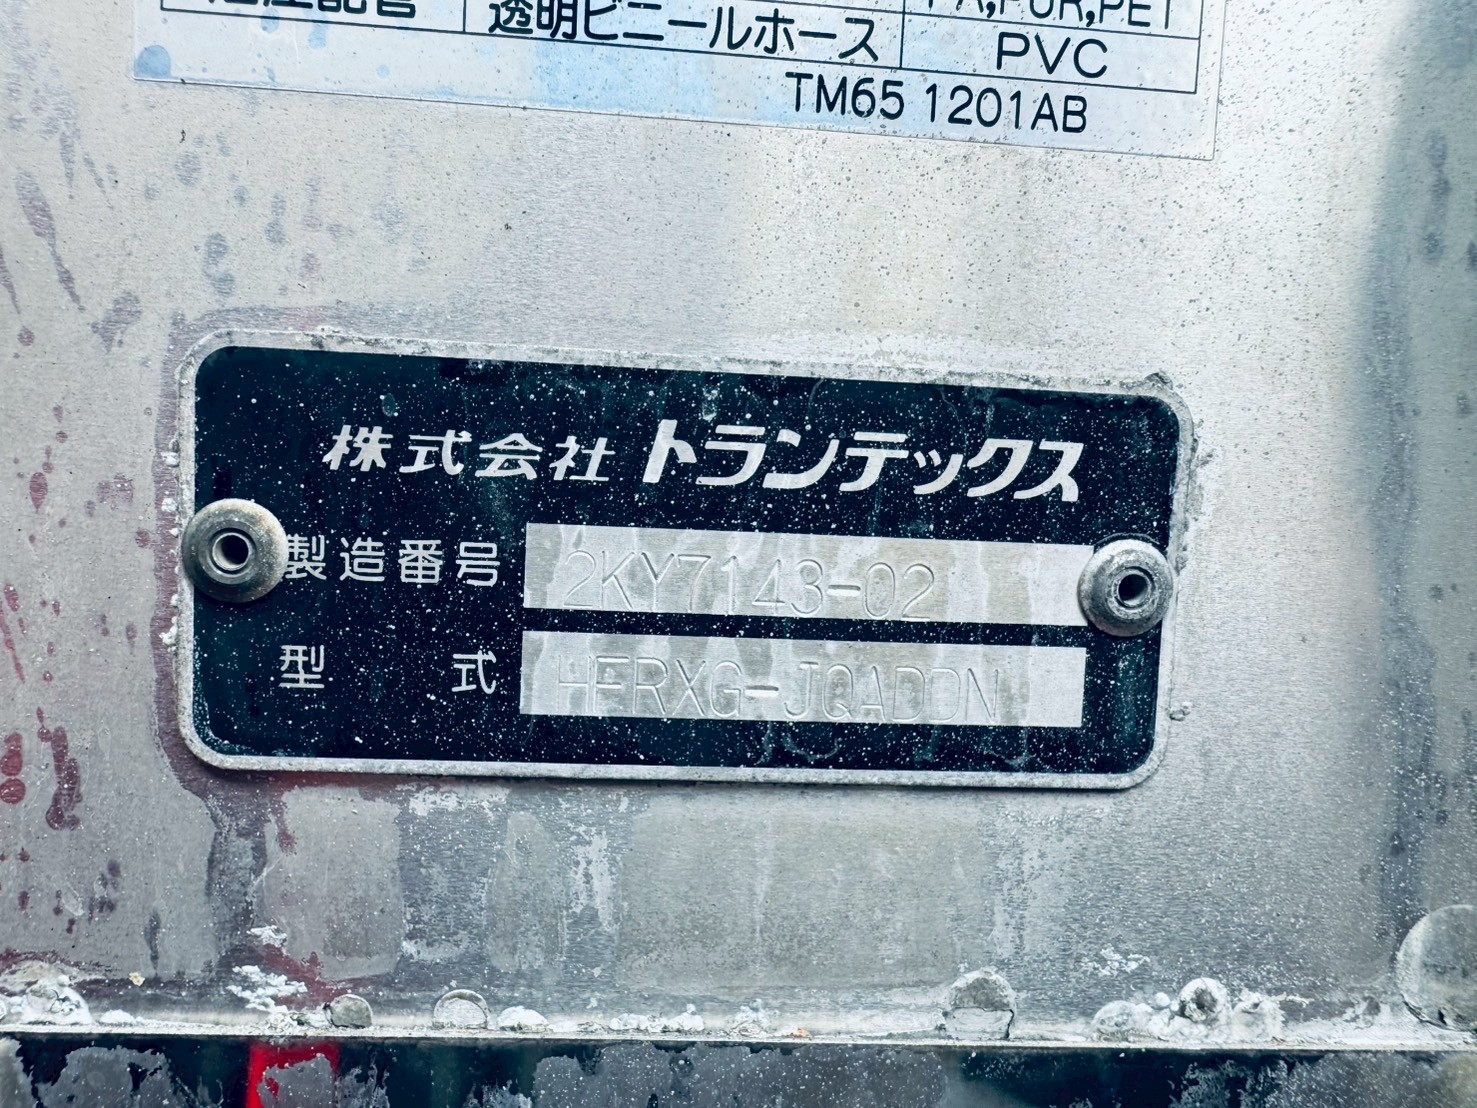 透明ビニールホース PVC
TM65 1201AB
株式会社トランテックス
製造番号 2KY7143-02
型式 HFRXG-JQADDN